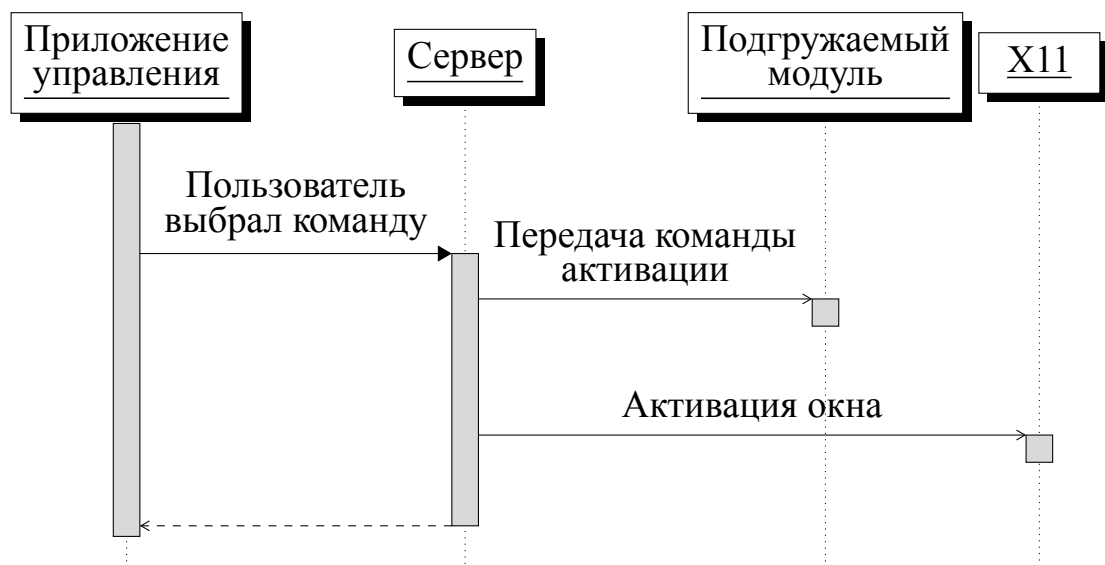 Приложение
управления
Сервер
Подгружаемый
модуль
X11
Пользователь
выбрал команду
Передача команды
активации
Активация окна